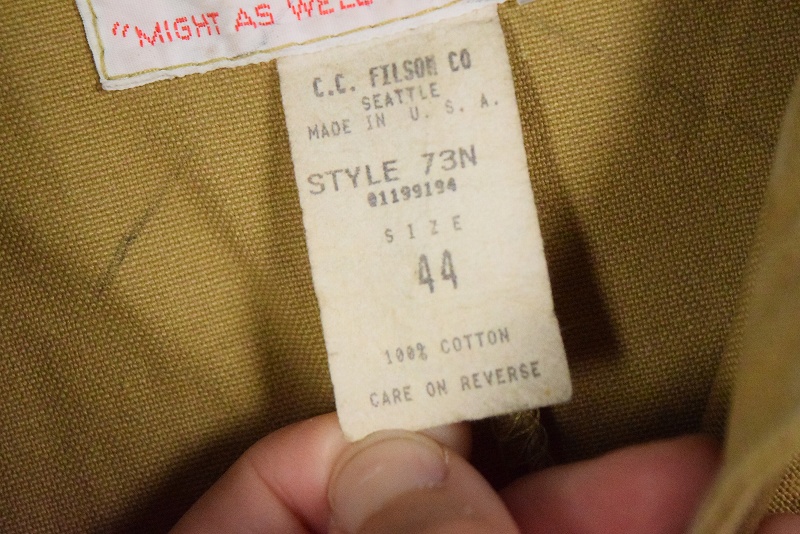 "MIGHT AS WELL
C.C. FILSON CO
SEATTLE
MADE IN U. S. A.
STYLE 73N
01199194
SIZE
44
100% COTTON
CARE ON REVERSE